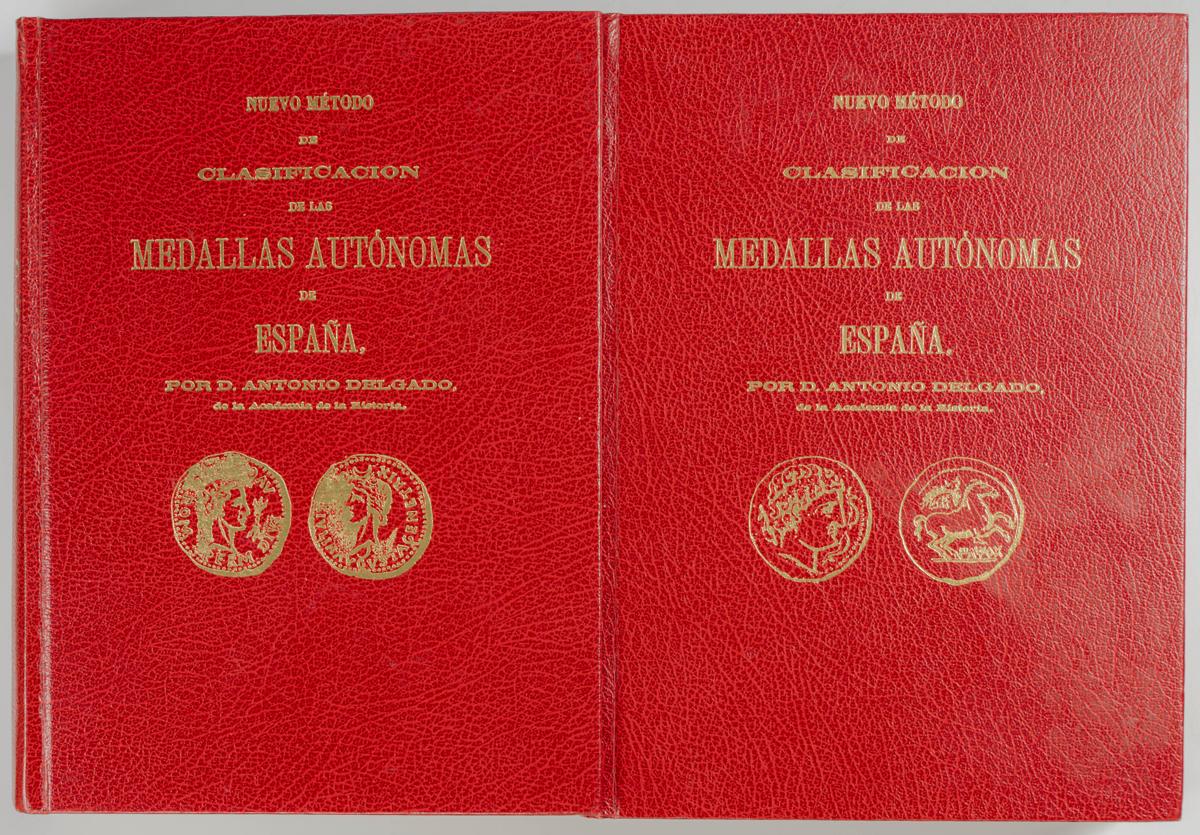 NUEVO MÉTODO
DE
CLASIFICACION
DE LAS
MEDALLAS AUTÓNOMAS
DE
ESPAÑA,
POR D. ANTONIO DELGADO,
de la Academia de la Historia.
NUEVO MÉTODO
DE
CLASIFICACION
DE LAS
MEDALLAS AUTÓNOMAS
DE
ESPAÑA,
POR D. ANTONIO DELGADO,
de la Academia de la Historia.